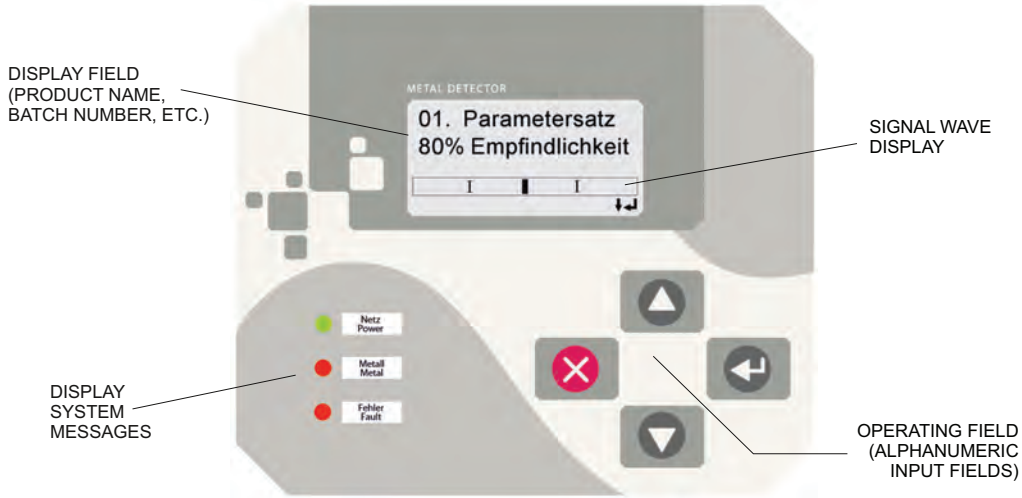 DISPLAY FIELD
(PRODUCT NAME,
BATCH NUMBER, ETC.)
METAL DETECTOR
01. Parametersatz
80% Empfindlichkeit
I I
SIGNAL WAVE
DISPLAY
Netz
Power
Metall
Metal
Fehler
Fault
DISPLAY
SYSTEM
MESSAGES
OPERATING FIELD
(ALPHANUMERIC
INPUT FIELDS)